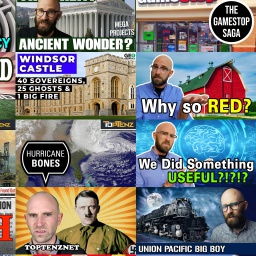 MEGA
PROJECTS
ANCIENT WONDER?
THE
GAMESTOP
SAGA
WINDSOR
CASTLE
40 SOVEREIGNS,
25 GHOSTS &
1 BIG FIRE
Why so RED?
TOPTENZ
HURRICANE
BONES
We Did Something
USEFUL?!?!?
TOPTENZNET
UNION PACIFIC BIG BOY